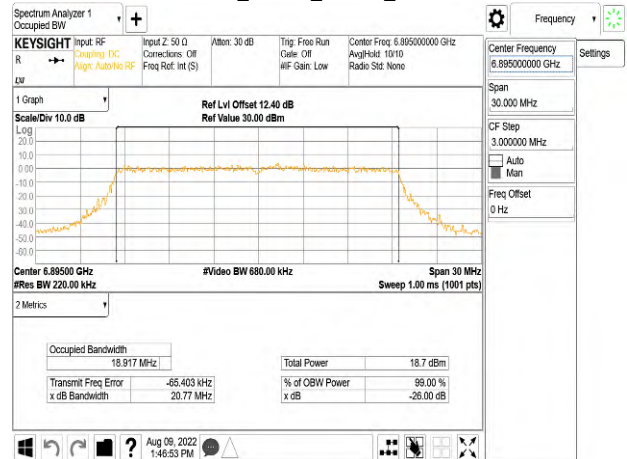 Spectrum Analyzer 1
Occupied BW
Frequency
KEYSIGHT
R
Input: RF
Coupling: DC
Align: Auto/No RF
Input Z: 50 Ω
Corrections: Off
Freq Ref: Int (S)
Atten: 30 dB
Trig: Free Run
Gate: Off
#IF Gain: Low
Center Freq: 6.895000000 GHz
Avg|Hold: 10/10
Radio Std: None
Center Frequency
6.895000000 GHz
Settings
Span
30.000 MHz
CF Step
3.000000 MHz
Auto
Man
Freq Offset
0 Hz
1 Graph
Scale/Div 10.0 dB
Ref Lvl Offset 12.40 dB
Ref Value 30.00 dBm
Log
20.0
10.0
0.00
-10.0
-20.0
-30.0
-40.0
-50.0
-60.0
Center 6.89500 GHz
#Video BW 680.00 kHz
Span 30 MHz
#Res BW 220.00 kHz
Sweep 1.00 ms (1001 pts)
2 Metrics
Occupied Bandwidth
18.917 MHz
Total Power 18.7 dBm
Transmit Freq Error -65.403 kHz
% of OBW Power 99.00 %
x dB Bandwidth 20.77 MHz
x dB -26.00 dB
?
Aug 09, 2022
1:46:53 PM